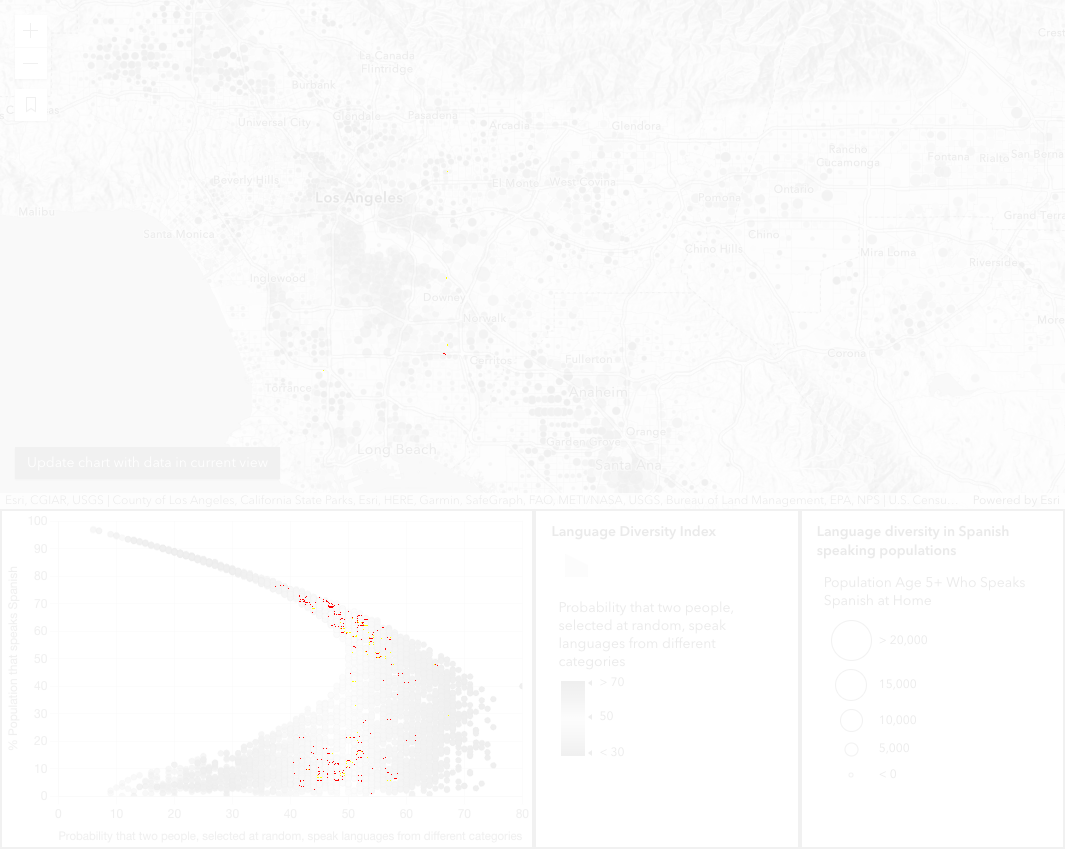 La Cañada
Flintridge
Burbank
Universal City
Glendale
Pasadena
Arcadia
Glendora
Rancho
Cucamonga
Fontana
Rialto
San Berna
Beverly Hills
El Monte
West Covina
Los Angeles
Pomona
Ontario
Malibu
Santa Monica
Chino
Grand Terra
Chino Hills
Mira Loma
Inglewood
Riverside
Downey
Norwalk
More
Cerritos
Fullerton
Corona
Torrance
Anaheim
Garden Grove
Orange
Long Beach
Santa Ana
Update chart with data in current view
Esri, CGIAR, USGS | County of Los Angeles, California State Parks, Esri, HERE, Garmin, SafeGraph, FAO, METI/NASA, USGS, Bureau of Land Management, EPA, NPS | U.S. Censu... Powered by Esri
% Population that speaks Spanish
100
90
80
70
60
50
40
30
20
10
0
0 10 20 30 40 50 60 70 80
Probability that two people, selected at random, speak languages from different categories
Language Diversity Index
Probability that two people,
selected at random, speak
languages from different
categories
> 70
50
< 30
Language diversity in Spanish
speaking populations
Population Age 5+ Who Speaks
Spanish at Home
> 20,000
15,000
10,000
5,000
< 0